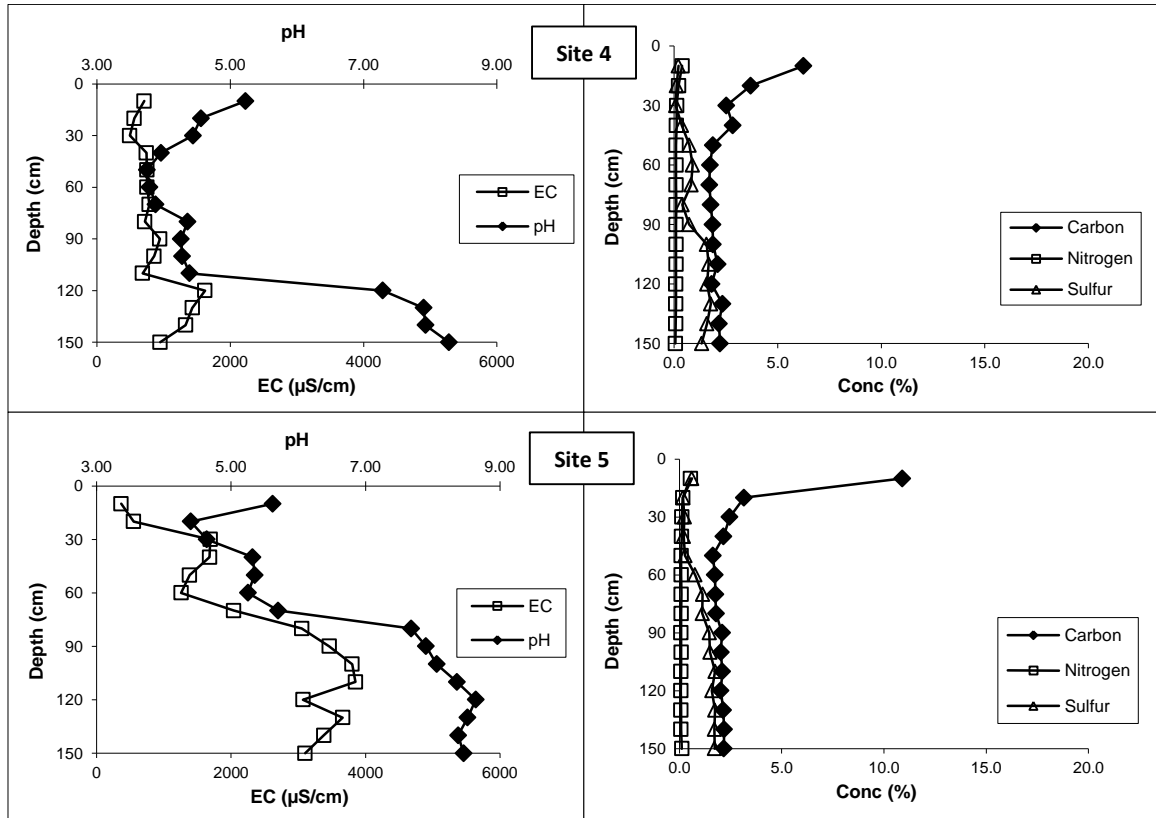 Site 4
pH
3.00 5.00 7.00 9.00
0
30
60
90
120
150
Depth (cm)
0 2000 4000 6000
EC (µS/cm)
EC
pH
0
30
60
90
120
150
Depth (cm)
0.0 5.0 10.0 15.0 20.0
Conc (%)
Carbon
Nitrogen
Sulfur
Site 5
pH
3.00 5.00 7.00 9.00
0
30
60
90
120
150
Depth (cm)
0 2000 4000 6000
EC (µS/cm)
EC
pH
0
30
60
90
120
150
Depth (cm)
0.0 5.0 10.0 15.0 20.0
Conc (%)
Carbon
Nitrogen
Sulfur